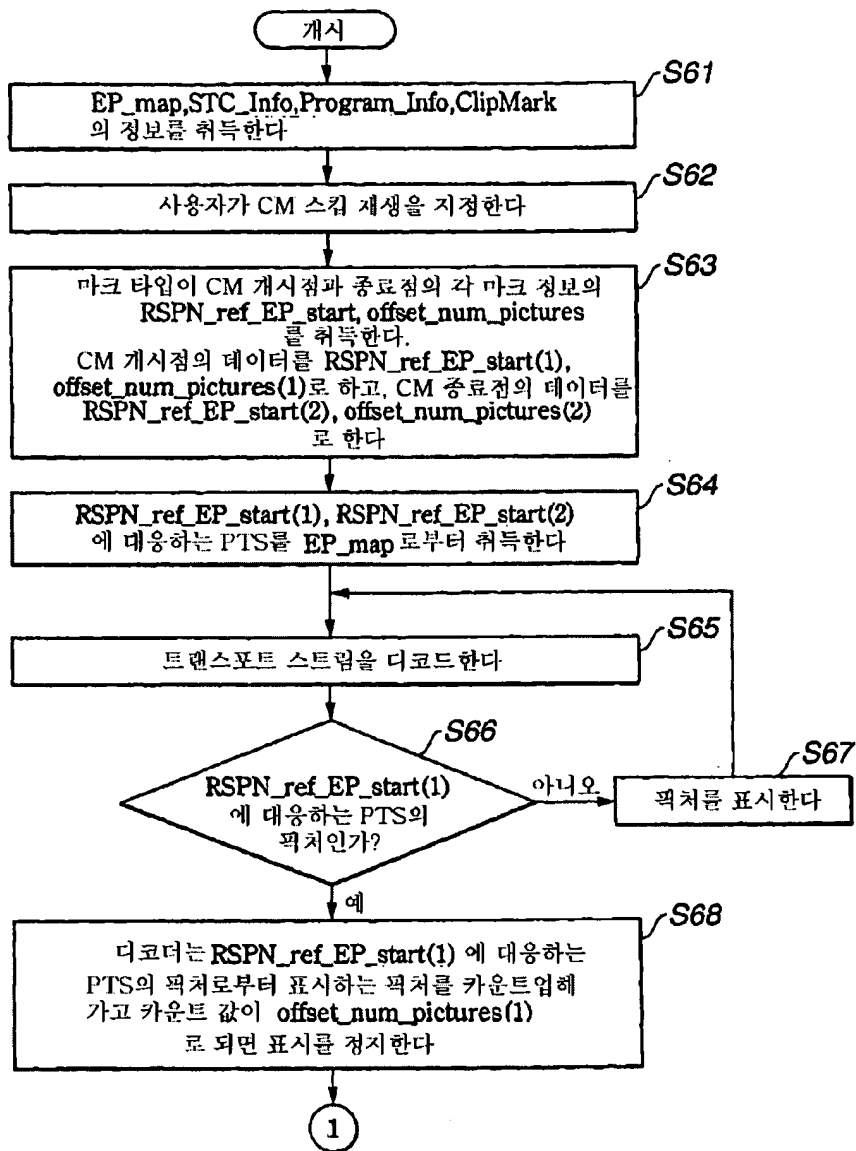 개시
S61
EP_map,STC_Info,Program_Info,ClipMark
의 정보를 취득한다
S62
사용자가 CM 스킵 재생을 지정한다
S63
마크 타입이 CM 개시점과 종료점의 각 마크 정보의
RSPN_ref_EP_start, offset_num_pictures
를 취득한다.
CM 개시점의 데이터를 RSPN_ref_EP_start(1),
offset_num_pictures(1)로 하고, CM 종료점의 데이터를
RSPN_ref_EP_start(2), offset_num_pictures(2)
로 한다
S64
RSPN_ref_EP_start(1), RSPN_ref_EP_start(2)
에 대응하는 PTS를 EP_map로부터 취득한다
S65
트랜스포트 스트림을 디코드한다
S66
RSPN_ref_EP_start(1)
에 대응하는 PTS의
픽처인가?
아니오
S67
픽처를 표시한다
예
S68
디코더는 RSPN_ref_EP_start(1) 에 대응하는
PTS의 픽처로부터 표시하는 픽처를 카운트업해
가고 카운트 값이 offset_num_pictures(1)
로 되면 표시를 정지한다
1